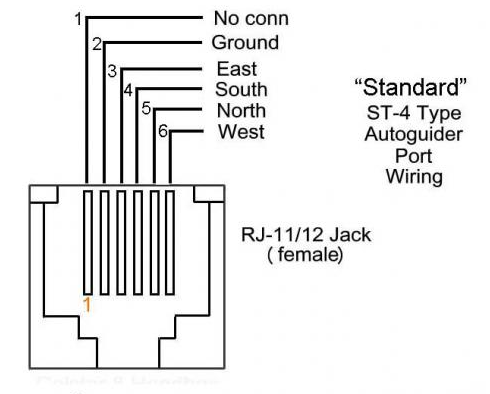 1 No conn
2 Ground
3 East
4 South
5 North
6 West
“Standard”
ST-4 Type
Autoguider
Port
Wiring
RJ-11/12 Jack
( female)
1